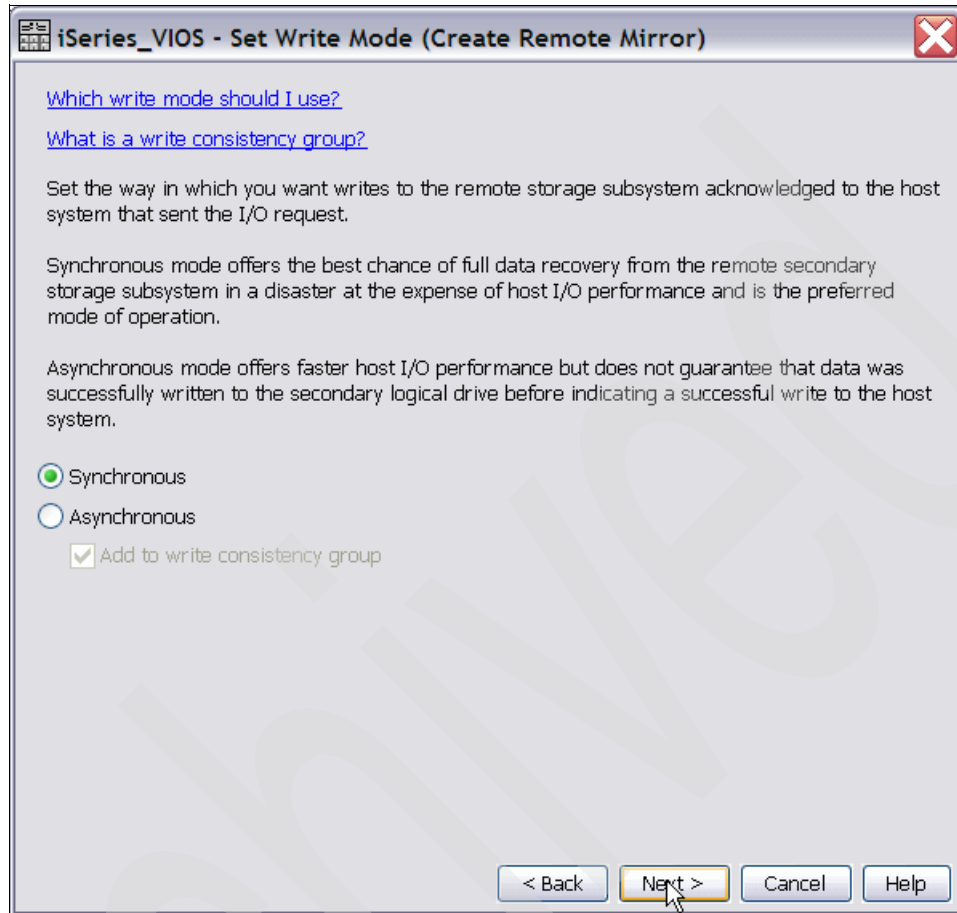 iSeries_VIOS - Set Write Mode (Create Remote Mirror)
Which write mode should I use?
What is a write consistency group?
Set the way in which you want writes to the remote storage subsystem acknowledged to the host
system that sent the I/O request.
Synchronous mode offers the best chance of full data recovery from the remote secondary
storage subsystem in a disaster at the expense of host I/O performance and is the preferred
mode of operation.
Asynchronous mode offers faster host I/O performance but does not guarantee that data was
successfully written to the secondary logical drive before indicating a successful write to the host
system.
Synchronous
Asynchronous
Add to write consistency group
< Back Next > Cancel Help